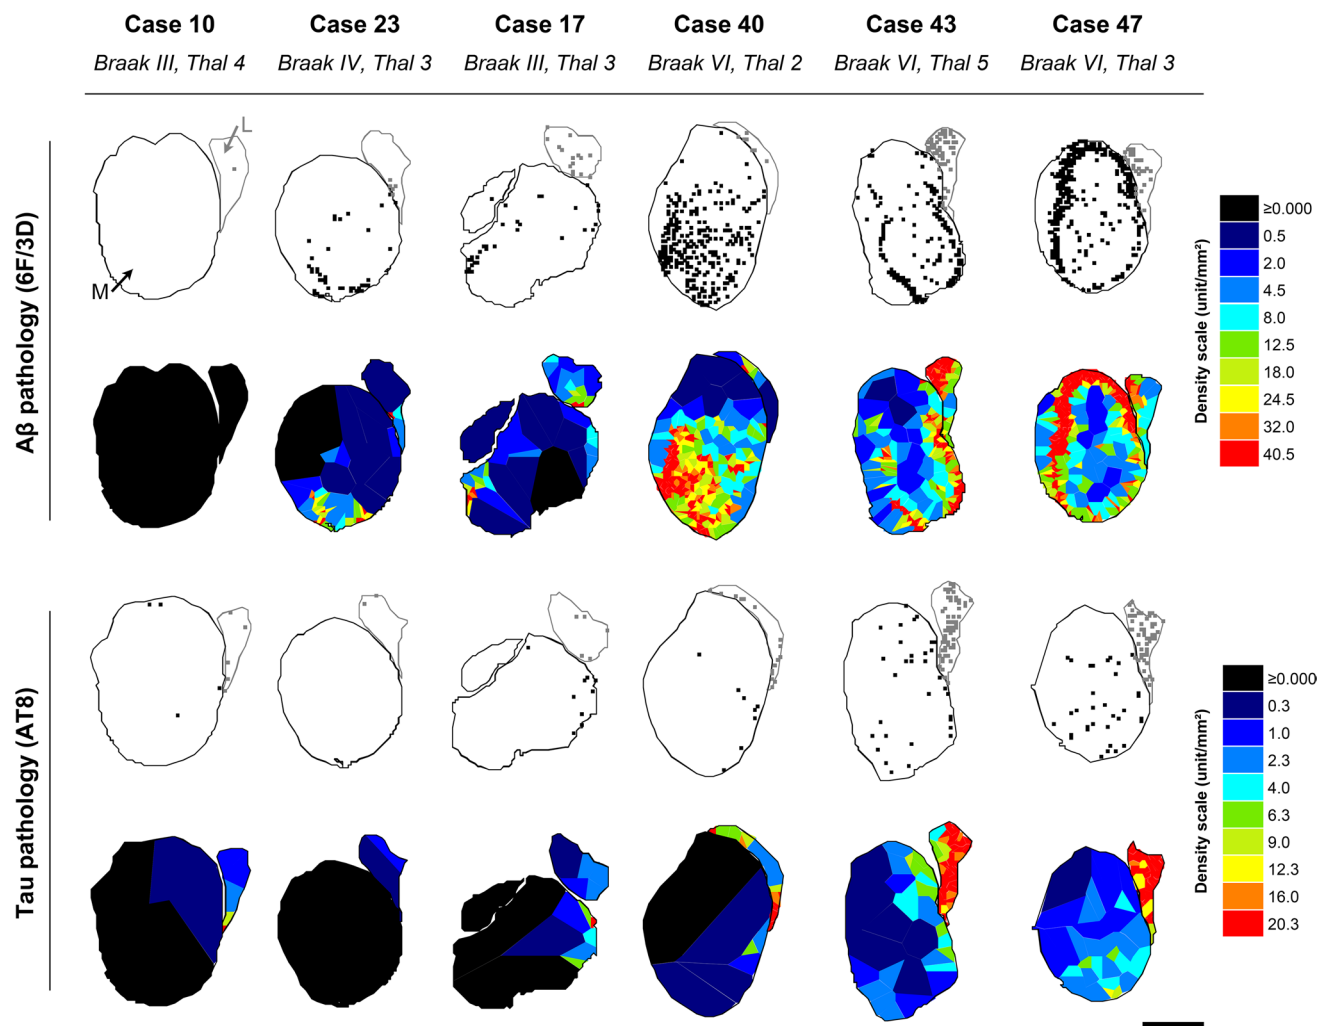 Case 10 Case 23 Case 17 Case 40 Case 43 Case 47
Braak III, Thal 4 Braak IV, Thal 3 Braak III, Thal 3 Braak VI, Thal 2 Braak VI, Thal 5 Braak VI, Thal 3
L
M
Aβ pathology (6F/3D)
Density scale (unit/mm²)
≥0.000
0.5
2.0
4.5
8.0
12.5
18.0
24.5
32.0
40.5
Tau pathology (AT8)
Density scale (unit/mm²)
≥0.000
0.3
1.0
2.3
4.0
6.3
9.0
12.3
16.0
20.3